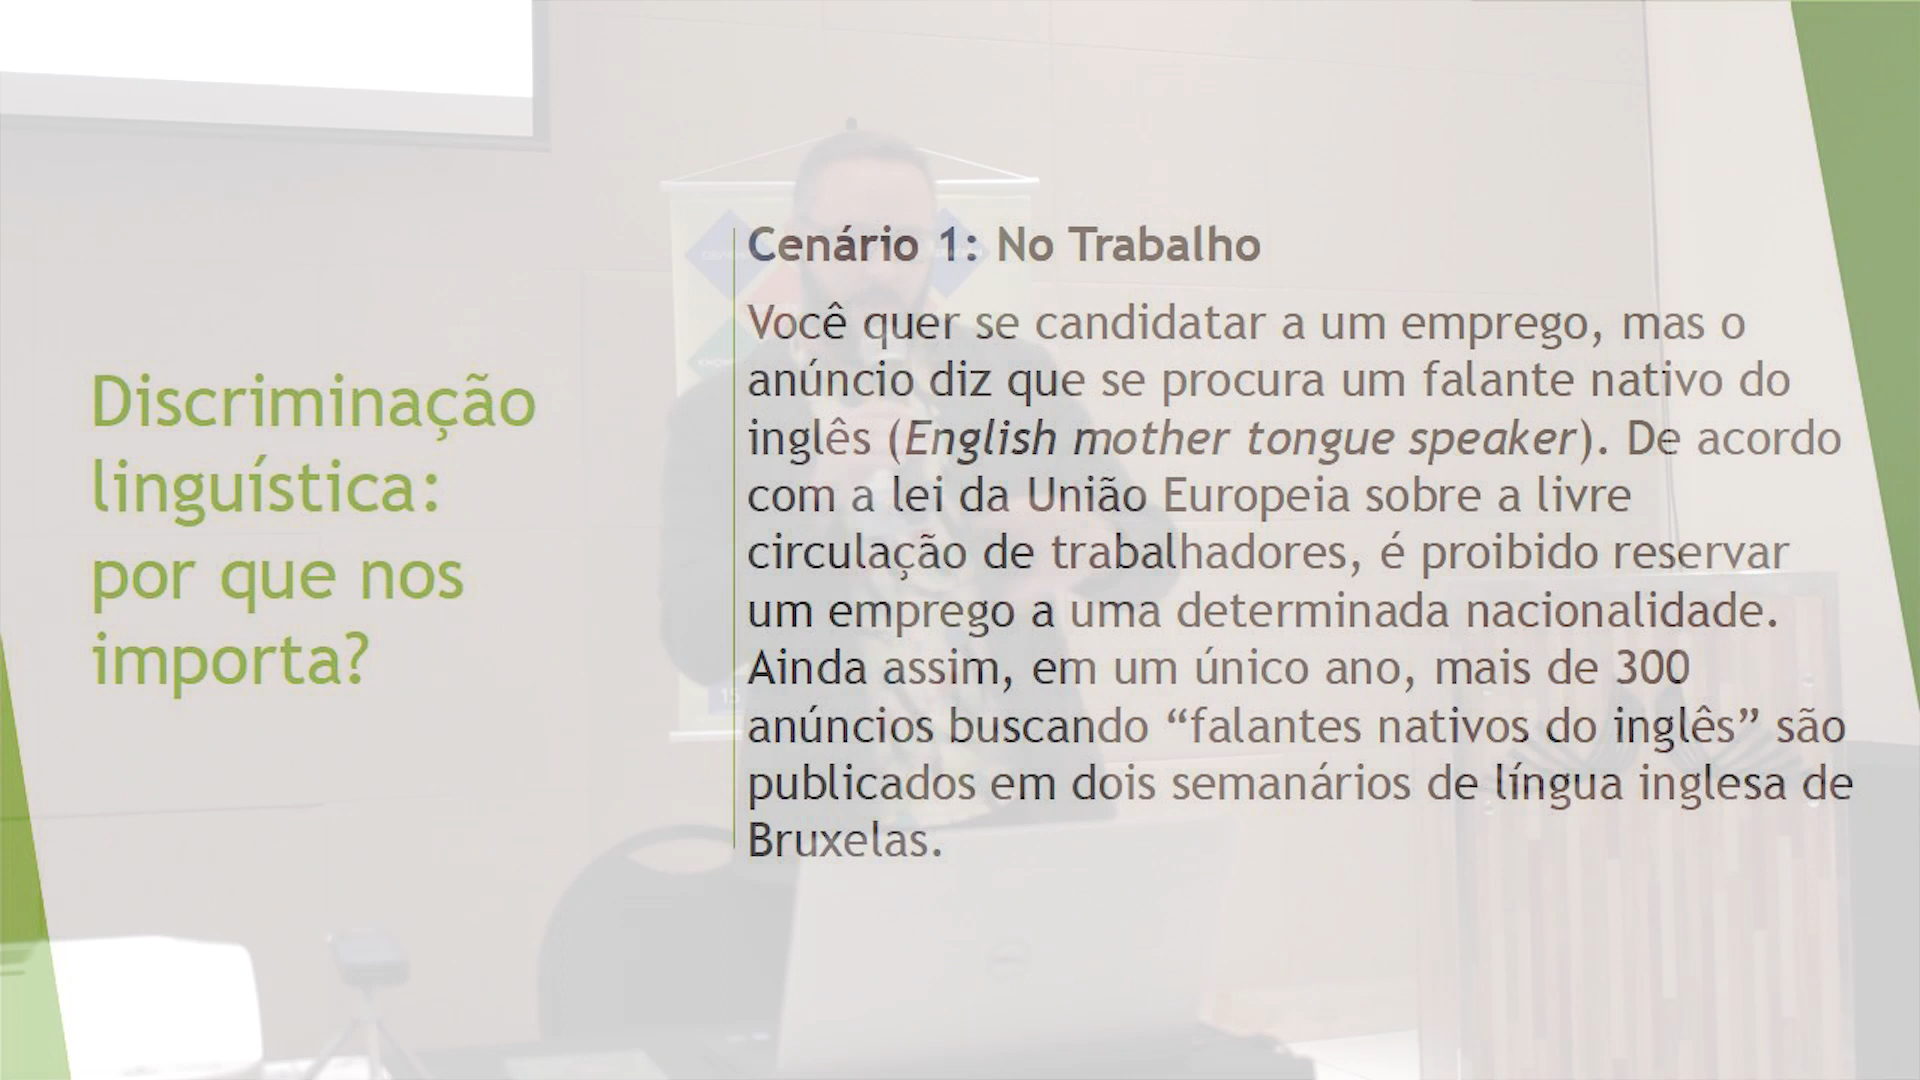 Discriminação
linguística:
por que nos
importa?
Cenário 1: No Trabalho
Você quer se candidatar a um emprego, mas o
anúncio diz que se procura um falante nativo do
inglês (English mother tongue speaker). De acordo
com a lei da União Europeia sobre a livre
circulação de trabalhadores, é proibido reservar
um emprego a uma determinada nacionalidade.
Ainda assim, em um único ano, mais de 300
anúncios buscando “falantes nativos do inglês” são
publicados em dois semanários de língua inglesa de
Bruxelas.
15